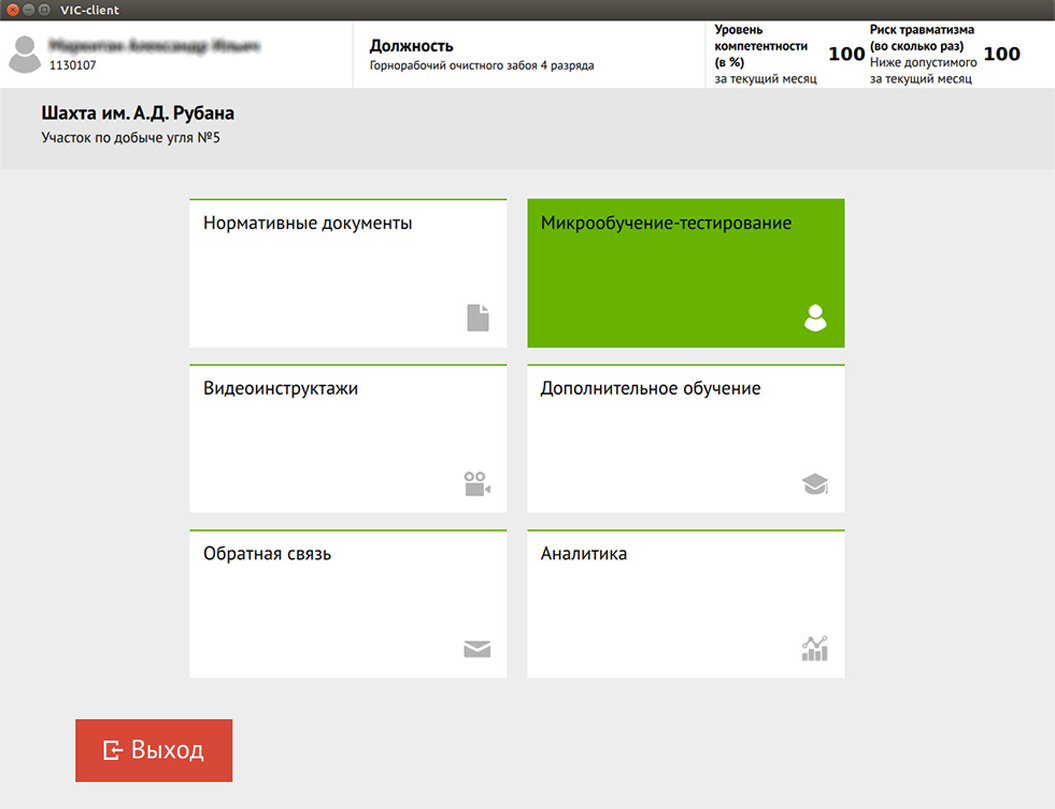 VIC-client
1130107
Должность
Горнорабочий очистного забоя 4 разряда
Уровень
компетентности
(в %)
за текущий месяц
100
Риск травматизма
(во сколько раз)
Ниже допустимого
за текущий месяц
100
Шахта им. А.Д. Рубана
Участок по добыче угля №5
Нормативные документы
Микрообучение-тестирование
Видеоинструктажи
Дополнительное обучение
Обратная связь
Аналитика
Выход